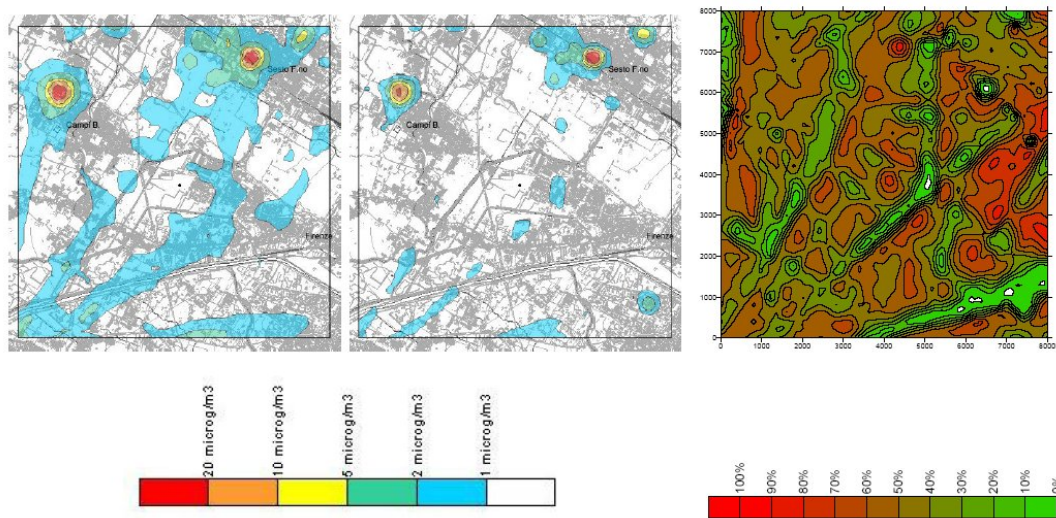 Sesto F.no
Campi B.
Firenze
Sesto F.no
Campi B.
Firenze
8000
7000
6000
5000
4000
3000
2000
1000
0
0 1000 2000 3000 4000 5000 6000 7000 8000
20 microg/m3
10 microg/m3
5 microg/m3
2 microg/m3
1 microg/m3
100%
90%
80%
70%
60%
50%
40%
30%
20%
10%
0%